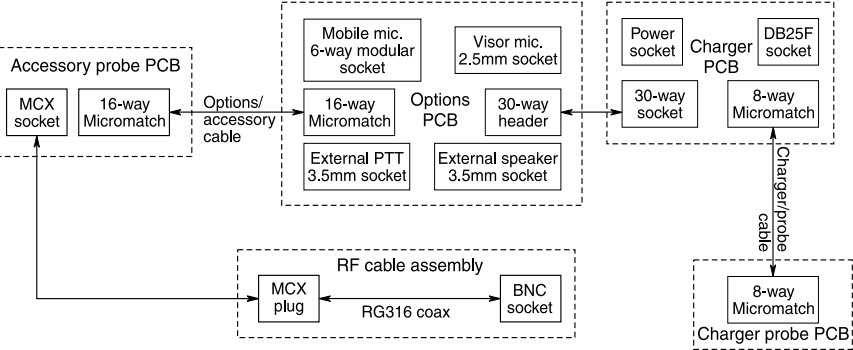 Accessory probe PCB
MCX
socket
16-way
Micromatch
Options/
accessory
cable
Mobile mic.
6-way modular
socket
Visor mic.
2.5mm socket
16-way
Micromatch
Options
PCB
30-way
header
External PTT
3.5mm socket
External speaker
3.5mm socket
Power
socket
Charger
PCB
DB25F
socket
30-way
socket
8-way
Micromatch
Charger/probe
cable
RF cable assembly
MCX
plug
RG316 coax
BNC
socket
8-way
Micromatch
Charger probe PCB